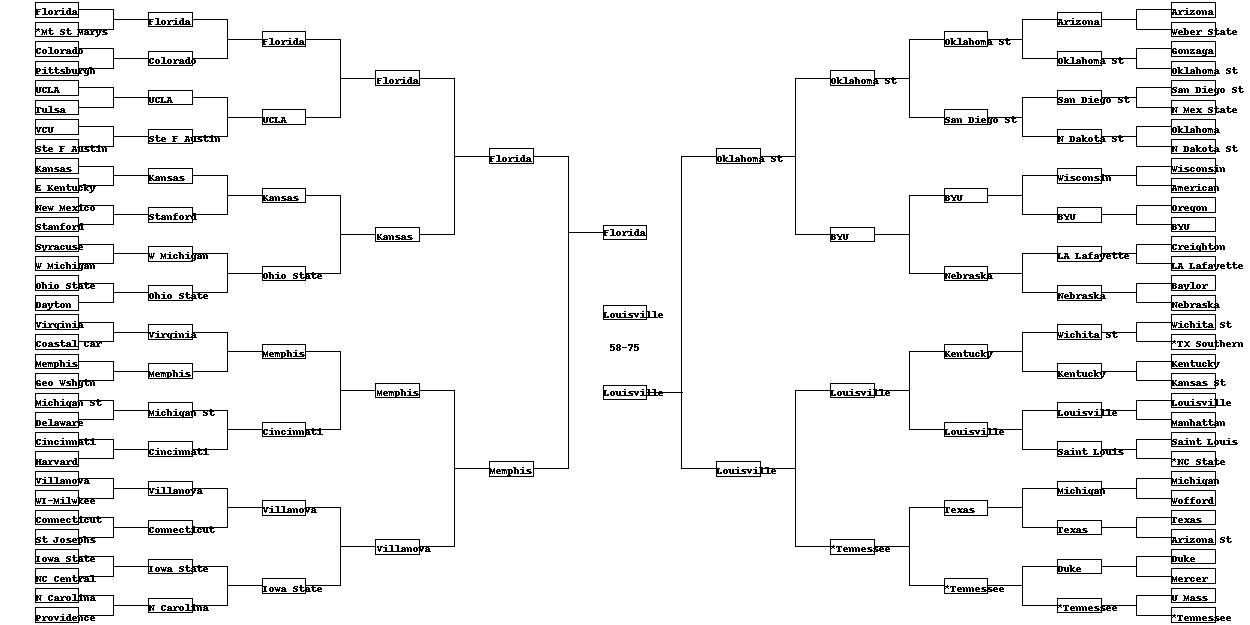 Florida
*Mt St Marys
Colorado
Pittsburgh
UCLA
Tulsa
VCU
Ste F Austin
Kansas
E Kentucky
New Mexico
Stanford
Syracuse
W Michigan
Ohio State
Dayton
Virginia
Coastal Car
Memphis
Geo Wshgtn
Michigan St
Delaware
Cincinnati
Harvard
Villanova
WI-Milwkee
Connecticut
St Josephs
Iowa State
NC Central
N Carolina
Providence
Florida
Colorado
UCLA
Ste F Austin
Kansas
Stanford
W Michigan
Ohio State
Virginia
Memphis
Michigan St
Cincinnati
Villanova
Connecticut
Iowa State
N Carolina
Florida
UCLA
Kansas
Ohio State
Memphis
Cincinnati
Villanova
Iowa State
Florida
Kansas
Memphis
Villanova
Florida
Memphis
Florida
Louisville
58-75
Louisville
Oklahoma St
Louisville
Oklahoma St
BYU
Louisville
*Tennessee
Oklahoma St
San Diego St
BYU
Nebraska
Kentucky
Louisville
Texas
*Tennessee
Arizona
Oklahoma St
San Diego St
N Dakota St
Wisconsin
BYU
LA Lafayette
Nebraska
Wichita St
Kentucky
Louisville
Saint Louis
Michigan
Texas
Duke
*Tennessee
Arizona
Weber State
Gonzaga
Oklahoma St
San Diego St
N Mex State
Oklahoma
N Dakota St
Wisconsin
American
Oregon
BYU
Creighton
LA Lafayette
Baylor
Nebraska
Wichita St
*TX Southern
Kentucky
Kansas St
Louisville
Manhattan
Saint Louis
*NC State
Michigan
Wofford
Texas
Arizona St
Duke
Mercer
U Mass
*Tennessee